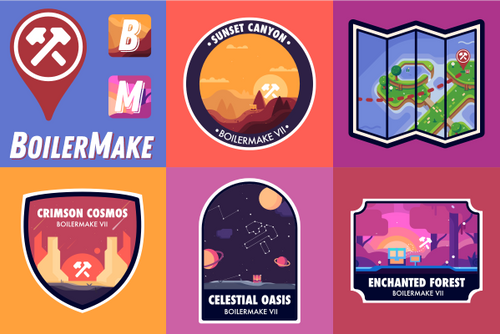 B
M
BOILERMAKE
SUNSET CANYON
BOILERMAKE VII
CRIMSON COSMOS
BOILERMAKE VII
CELESTIAL OASIS
BOILERMAKE VII
ENCHANTED FOREST
BOILERMAKE VII